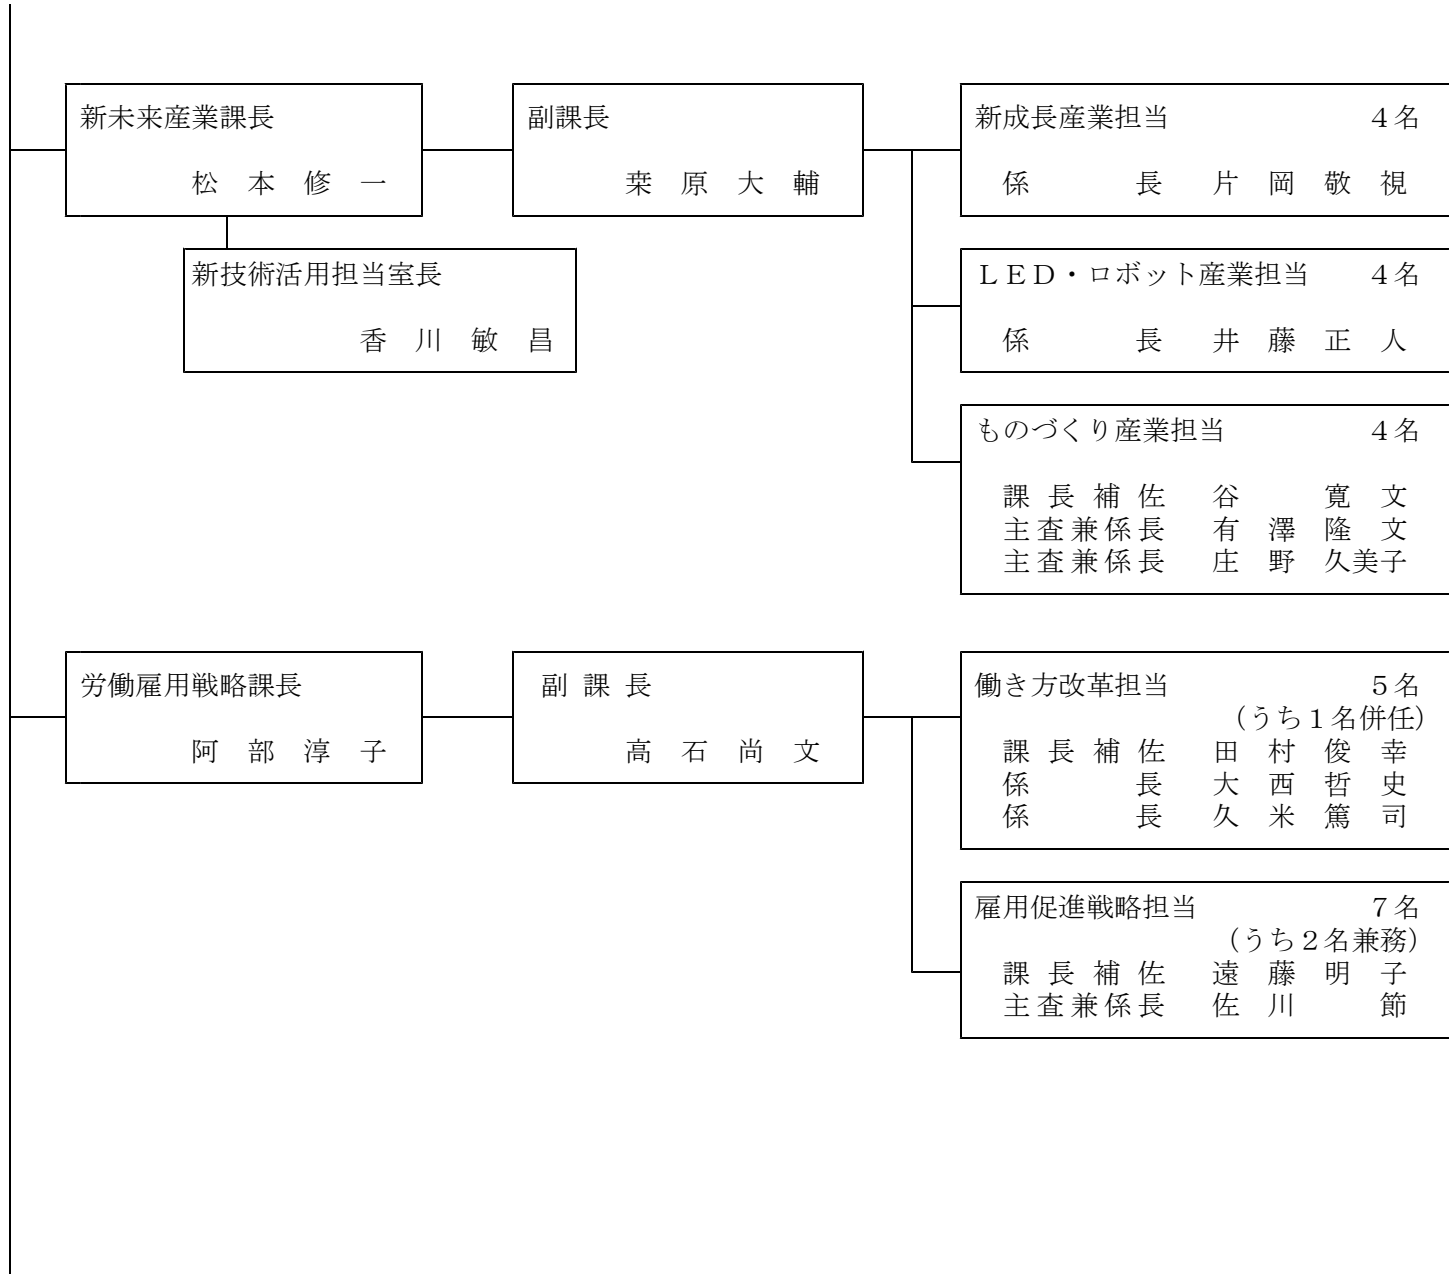 新未来産業課長
松本修一
副課長
栞原大輔
新成長産業担当 ４名
係長 片岡敬視
新技術活用担当室長
香川敏昌
ＬＥＤ・ロボット産業担当 ４名
係長 井藤正人
ものづくり産業担当 ４名
課長補佐 谷寛文
主査兼係長 有澤隆文
主査兼係長 庄野久美子
労働雇用戦略課長
阿部淳子
副課長
高石尚文
働き方改革担当 ５名
（うち１名併任）
課長補佐 田村俊幸
係長 大西哲史
係長 久米篤司
雇用促進戦略担当 ７名
（うち２名兼務）
課長補佐 遠藤明子
主査兼係長 佐川節